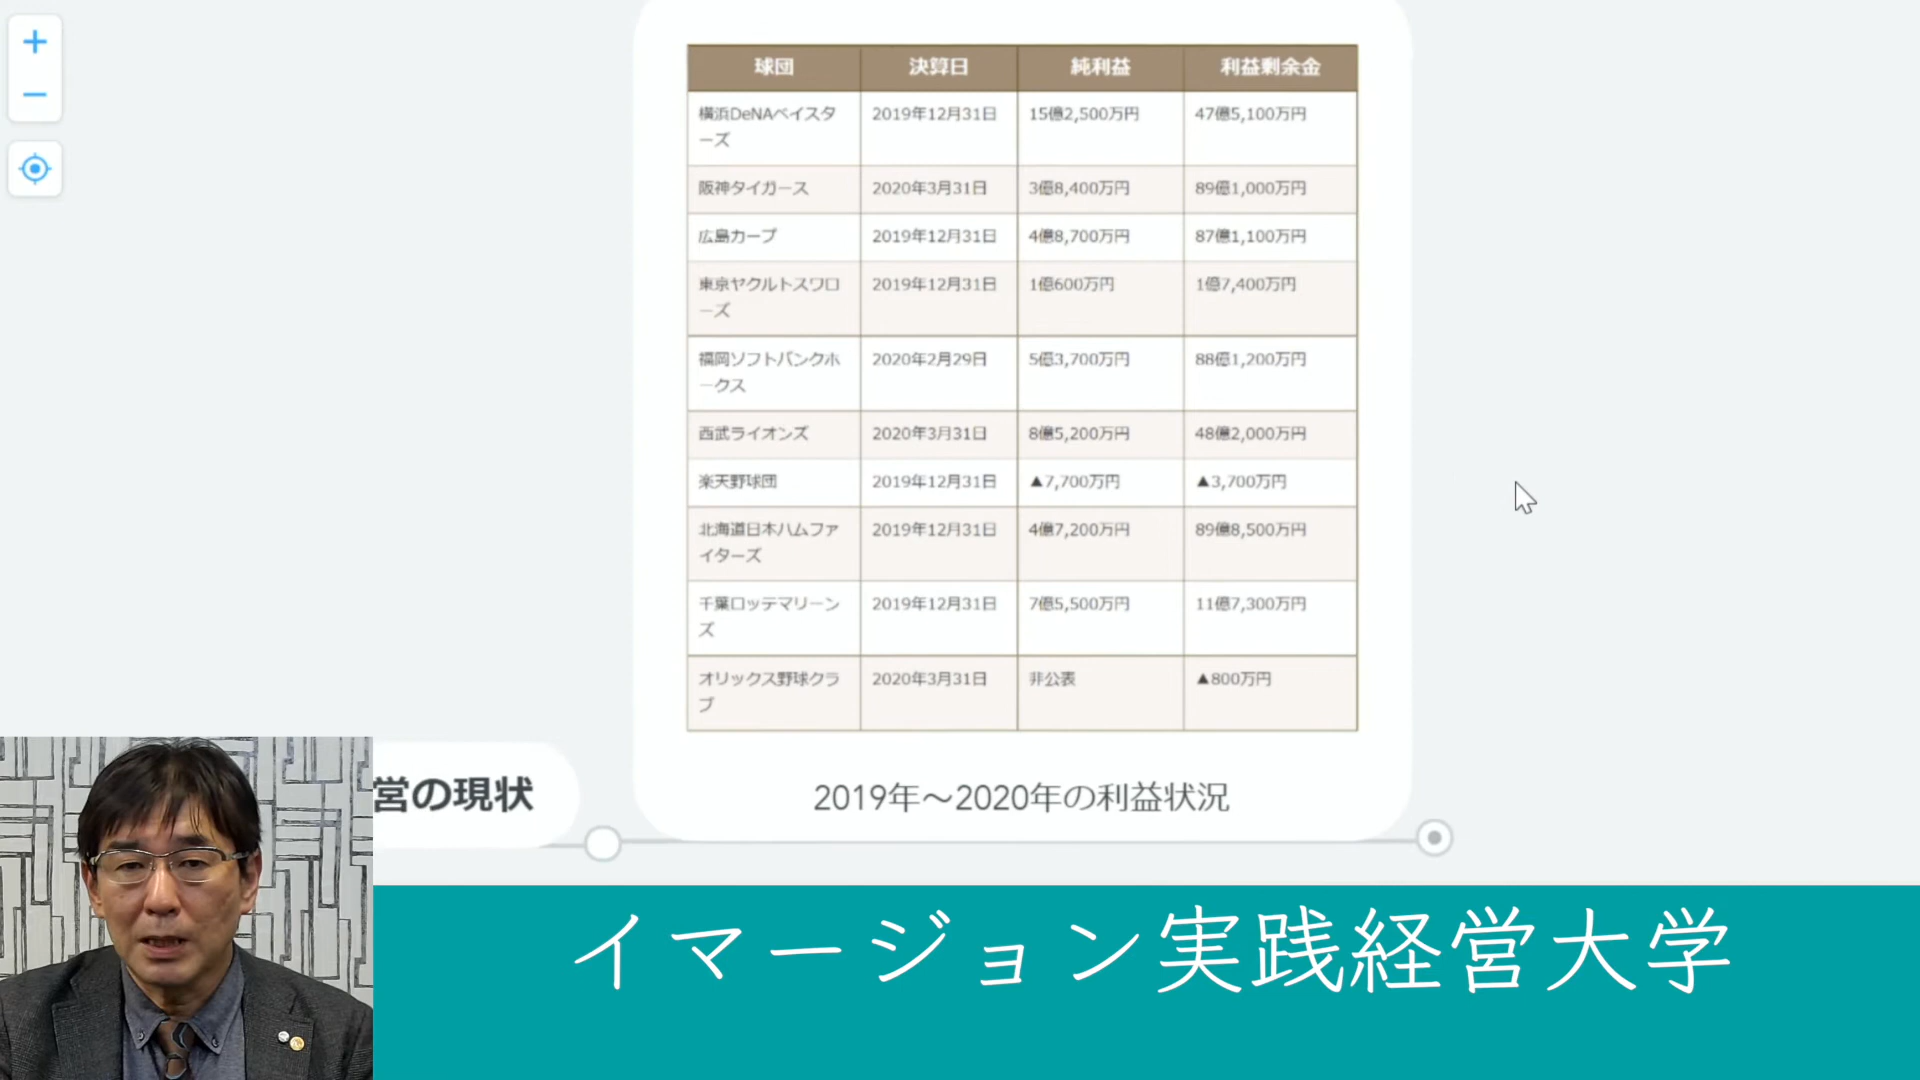 球団 決算日 純利益 利益剰余金
横浜DeNAベイスタ 2019年12月31日 15億2,500万円 47億5,100万円
ーズ
阪神タイガース 2020年3月31日 3億8,400万円 89億1,000万円
広島カープ 2019年12月31日 4億8,700万円 87億1,100万円
東京ヤクルトスワロ 2019年12月31日 1億600万円 1億7,400万円
ーズ
福岡ソフトバンクホ 2020年2月29日 5億3,700万円 88億1,200万円
ークス
西武ライオンズ 2020年3月31日 8億5,200万円 48億2,000万円
楽天野球団 2019年12月31日 ▲7,700万円 ▲3,700万円
北海道日本ハムファ 2019年12月31日 4億7,200万円 89億8,500万円
イターズ
千葉ロッテマリーン 2019年12月31日 7億5,500万円 11億7,300万円
ズ
オリックス野球クラ 2020年3月31日 非公表 ▲800万円
ブ
営の現状
2019年～2020年の利益状況
イマージョン実践経営大学